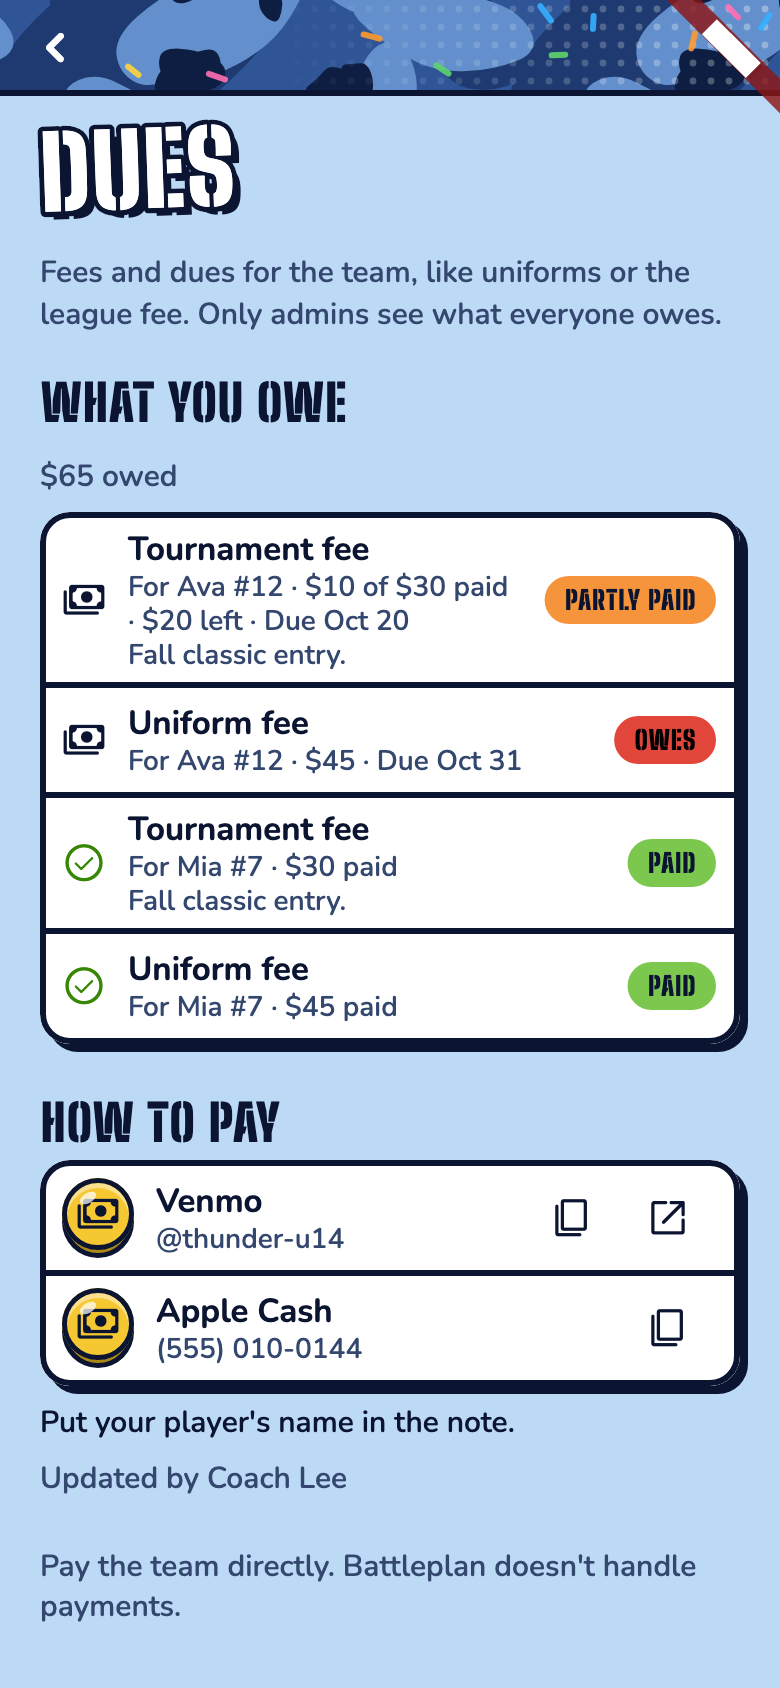 DUES
Fees and dues for the team, like uniforms or the
league fee. Only admins see what everyone owes.
WHAT YOU OWE
$65 owed
Tournament fee
For Ava #12 · $10 of $30 paid
· $20 left · Due Oct 20
Fall classic entry.
PARTLY PAID
Uniform fee
For Ava #12 · $45 · Due Oct 31
OWES
Tournament fee
For Mia #7 · $30 paid
Fall classic entry.
PAID
Uniform fee
For Mia #7 · $45 paid
PAID
HOW TO PAY
Venmo
@thunder-u14
Apple Cash
(555) 010-0144
Put your player's name in the note.
Updated by Coach Lee
Pay the team directly. Battleplan doesn't handle
payments.